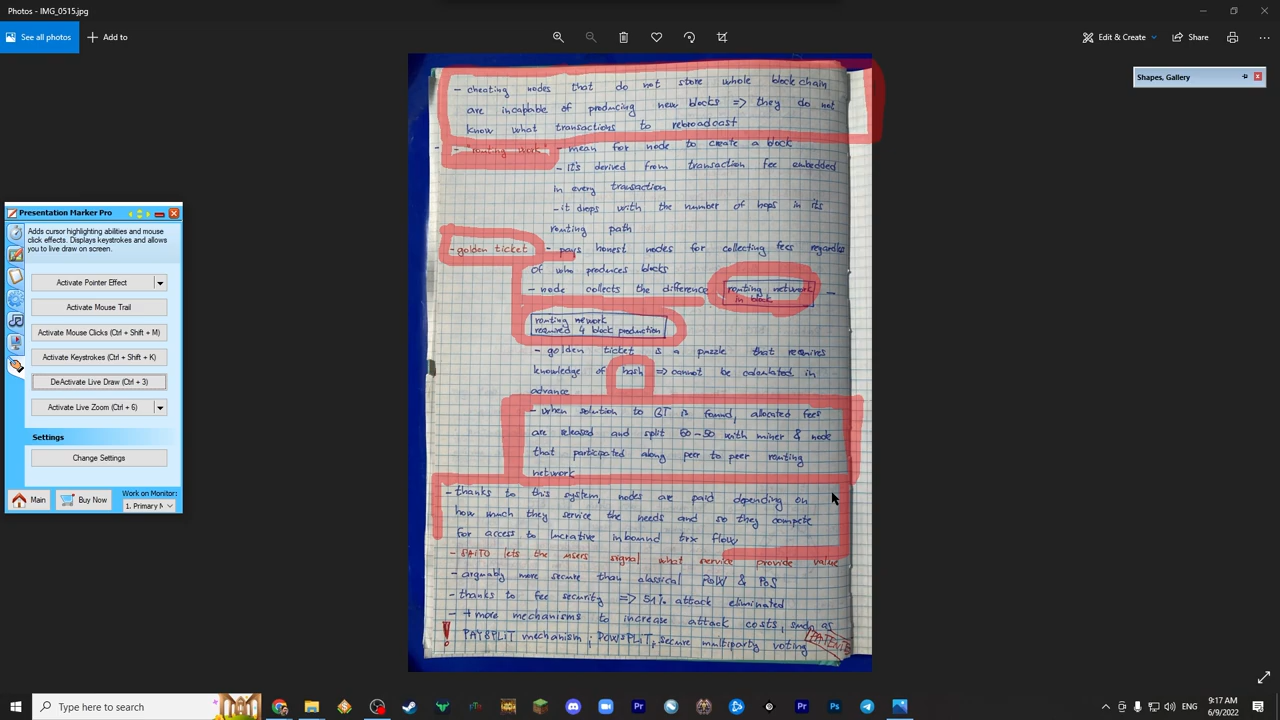 Photos - IMG_0515.jpg
See all photos
Add to
Edit & Create
Share
Shapes, Gallery
Presentation Marker Pro
Adds cursor highlighting abilities and mouse
click effects. Displays keystrokes and allows
you to live draw on screen.
Activate Pointer Effect
Activate Mouse Trail
Activate Mouse Clicks (Ctrl + Shift + M)
Activate Keystrokes (Ctrl + Shift + K)
DeActivate Live Draw (Ctrl + 3)
Activate Live Zoom (Ctrl + 6)
Settings
Change Settings
Main
Buy Now
Work on Monitor:
1. Primary M
- cheating nodes that do not store whole blockchain
are incapable of producing new blocks => they do not
know what transactions to rebroadcast
- "routing work" - mean for node to create a block
- it's derived from transaction fee embedded
in every transaction
- it drops with the number of hops in its
routing path
- golden ticket - pays honest nodes for collecting fees regardles
of who produces blocks
- node collects the difference routing network
in block -
routing nework
required 4 block production
- golden ticket is a puzzle that requires
knowledge of hash => cannot be calculated in
advance
- when solution to GT is found, allocated fees
are released and split 50-50 with miner & node
that participated along peer to peer routing
network
- thanks to this system, nodes are paid depending on
how much they service the needs and so they compete
for access to lucrative inbound trx flow
- SAITO lets the users signal what service provide value
- arguably more secure than classical PoW & PoS
- thanks to fee security => 51% attack eliminated
- + more mechanisms to increase attack costs, such as
! PAYSPLIT mechanism; POWSPLIT, secure multiparty voting
Type here to search
9:17 AM
6/9/2022